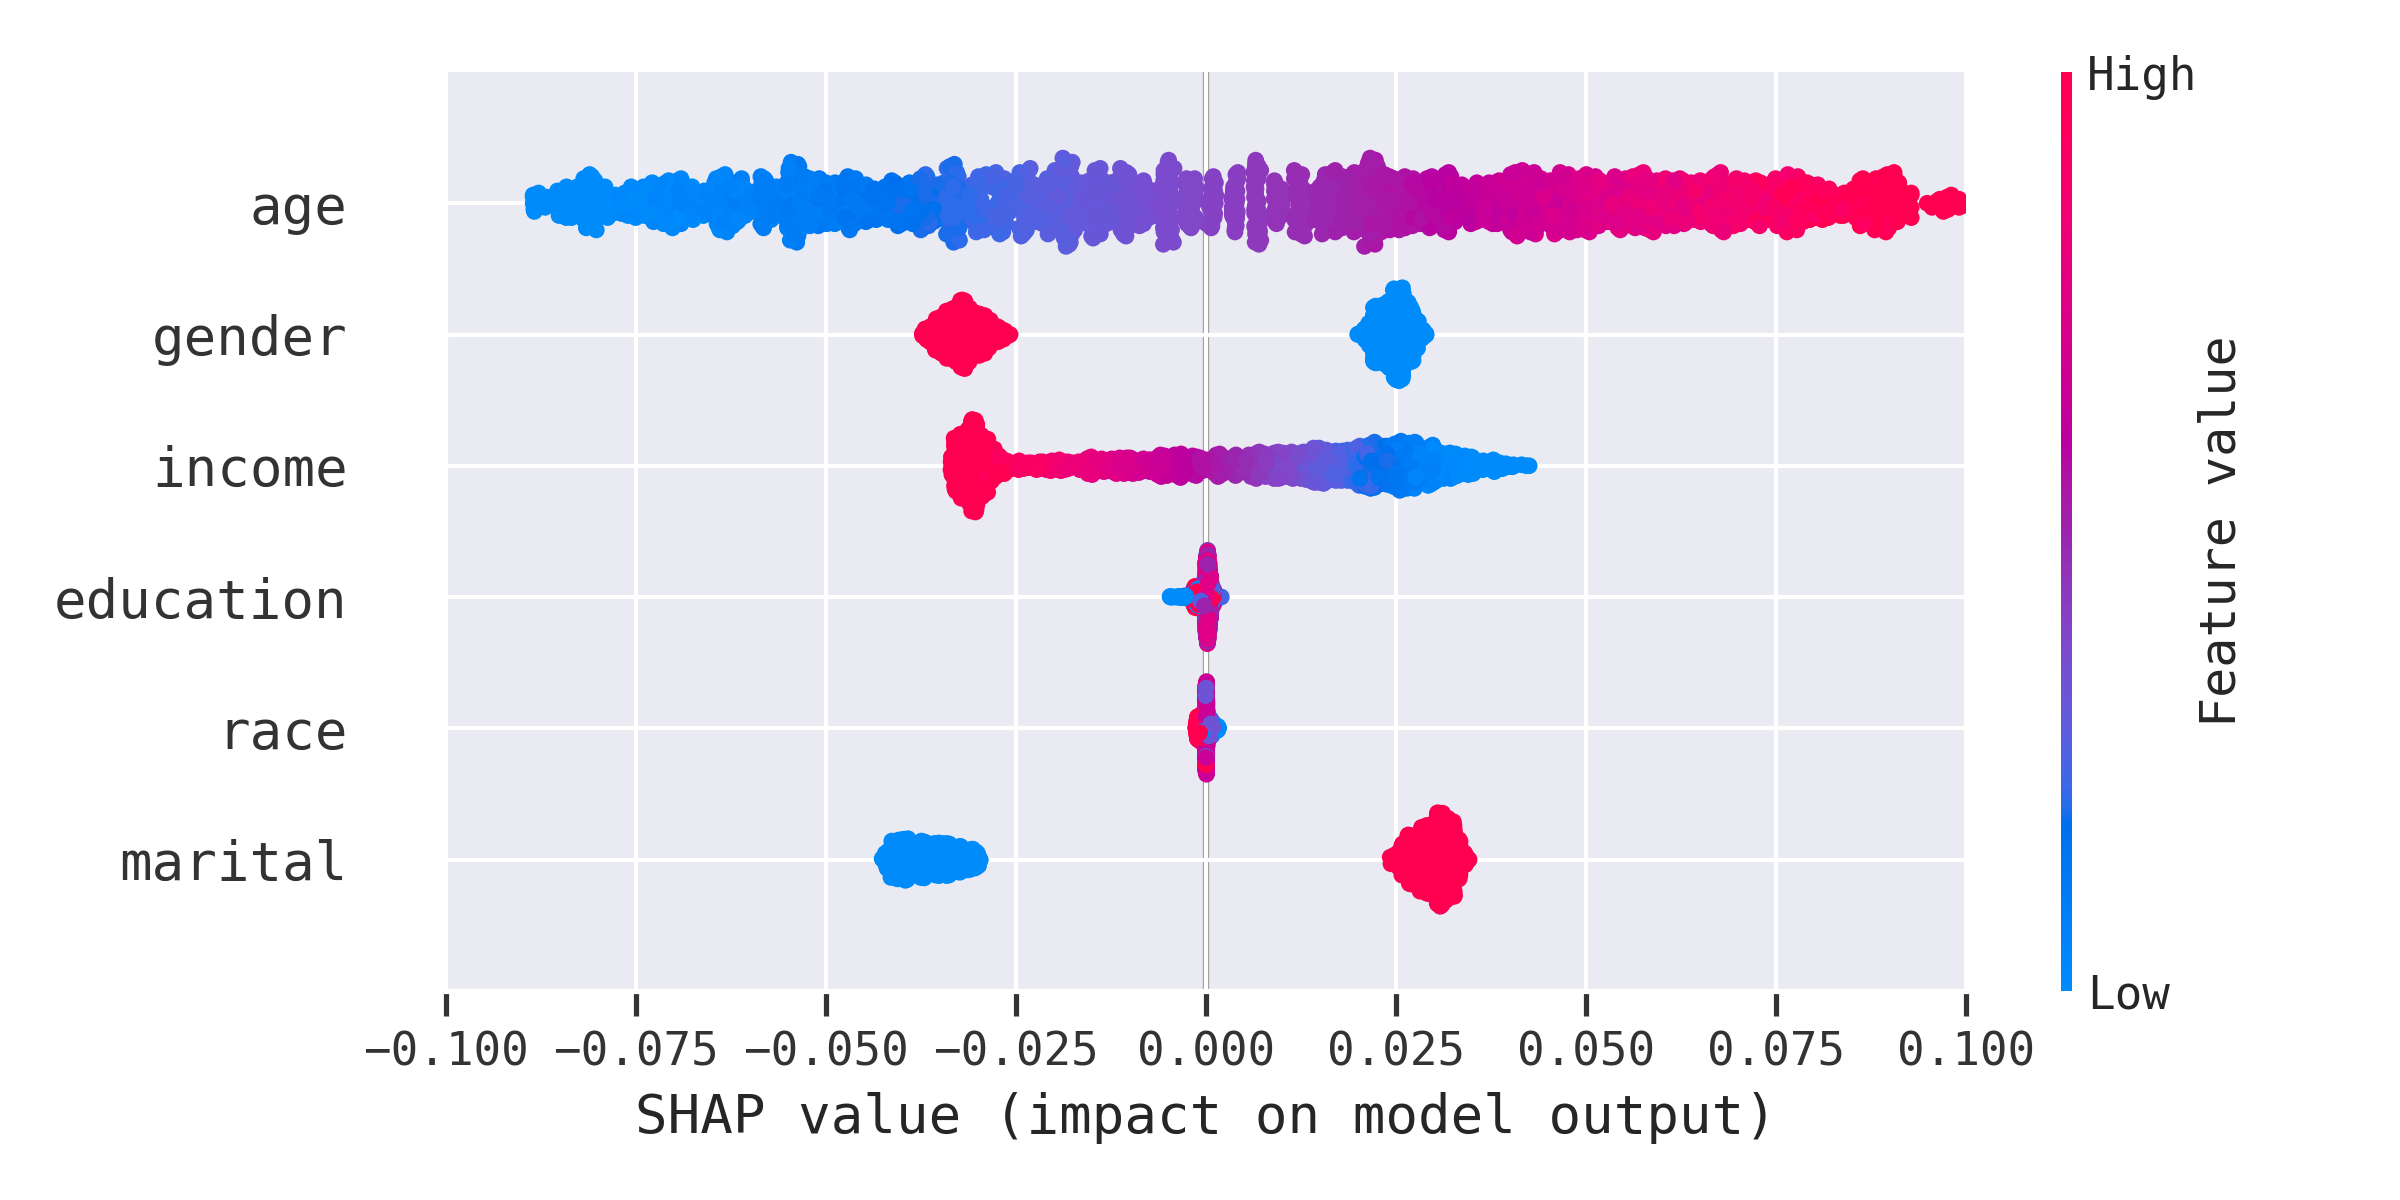 High
age
gender
income
education
race
marital
Feature value
Low
−0.100 −0.075 −0.050 −0.025 0.000 0.025 0.050 0.075 0.100
SHAP value (impact on model output)